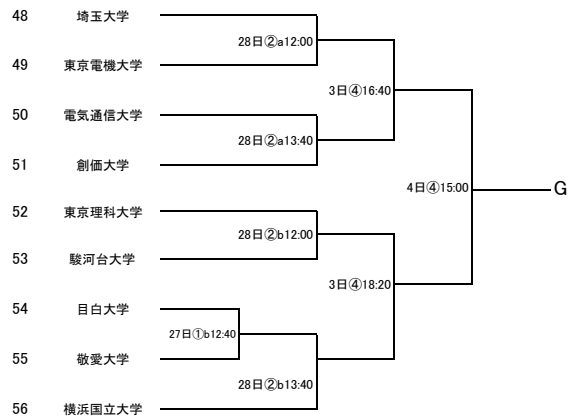 48 埼玉大学
28日②a12:00
49 東京電機大学
3日④16:40
50 電気通信大学
28日②a13:40
51 創価大学
4日④15:00
G
52 東京理科大学
28日②b12:00
53 駿河台大学
3日④18:20
54 目白大学
27日①b12:40
55 敬愛大学
28日②b13:40
56 横浜国立大学